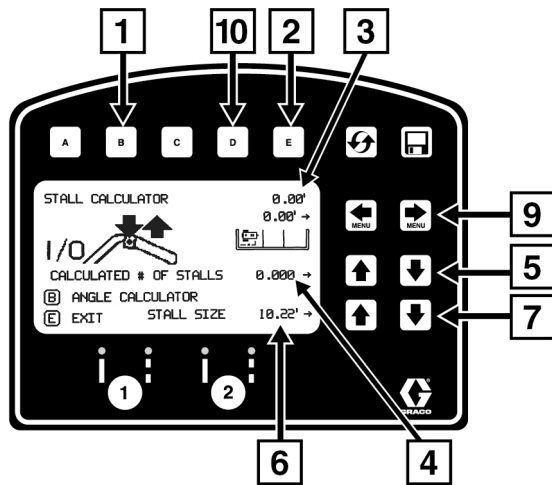 1 10 2 3
A B C D E
STALL CALCULATOR 0.00'
0.00' →
I/O
CALCULATED # OF STALLS 0.000 →
B ANGLE CALCULATOR
E EXIT STALL SIZE 10.22' →
MENU MENU
9
5
7
1 2
GRACO
6 4